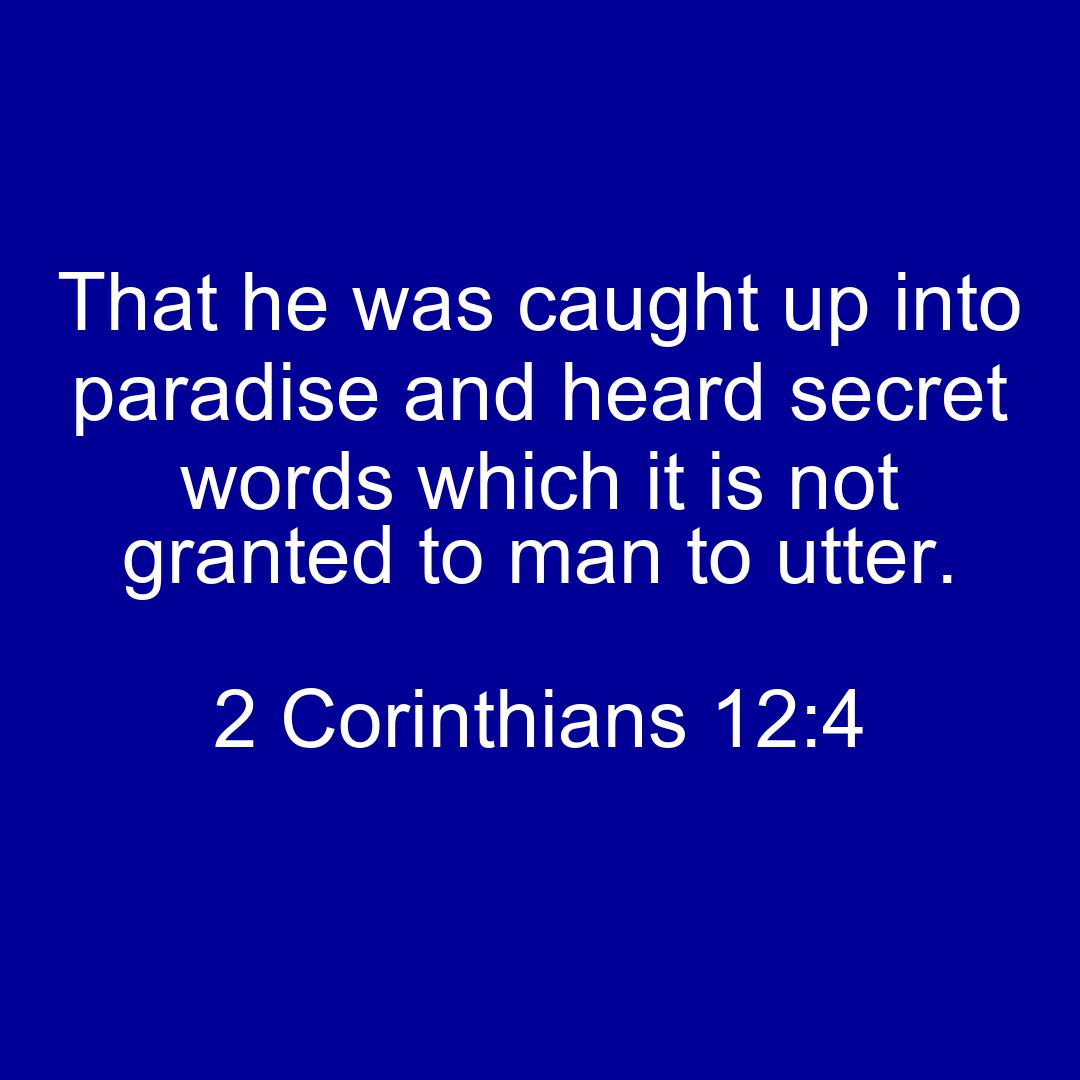 That he was caught up into
paradise and heard secret
words which it is not
granted to man to utter.
2 Corinthians 12:4